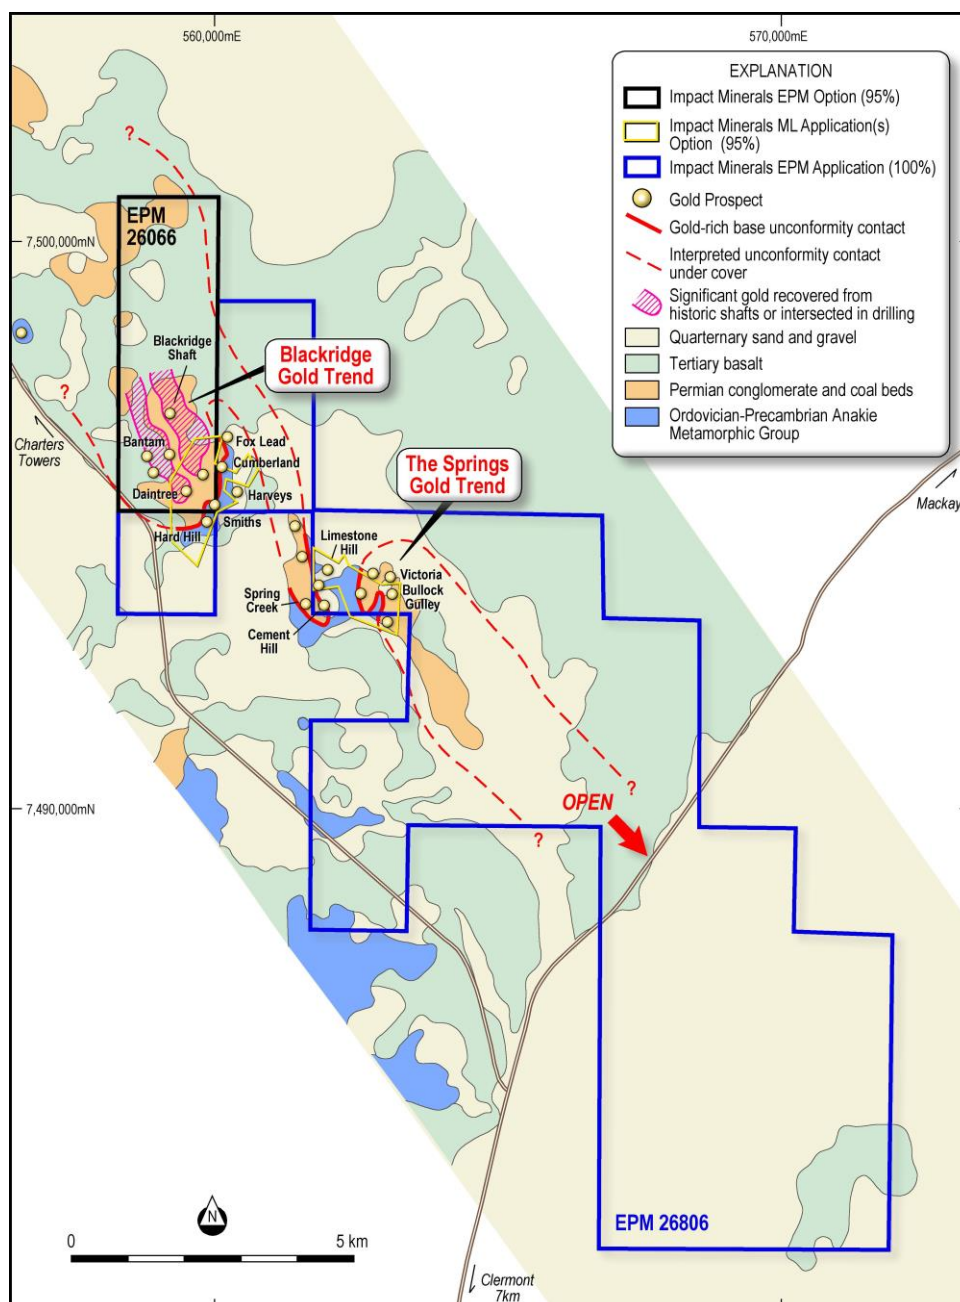 560,000mE
570,000mE
EXPLANATION
Impact Minerals EPM Option (95%)
Impact Minerals ML Application(s)
Option (95%)
Impact Minerals EPM Application (100%)
Gold Prospect
Gold-rich base unconformity contact
Interpreted unconformity contact
under cover
Significant gold recovered from
historic shafts or intersected in drilling
Quaternary sand and gravel
Tertiary basalt
Permian conglomerate and coal beds
Ordovician-Precambrian Anakie
Metamorphic Group
?
EPM
26066
7,500,000mN
Blackridge
Shaft
Blackridge
Gold Trend
?
Charters
Towers
Bantam
Fox Lead
Cumberland
Daintree
Harveys
Smiths
Hard Hill
The Springs
Gold Trend
Mackay
Limestone
Hill
Victoria
Bullock
Gulley
Spring
Creek
Cement
Hill
7,490,000mN
OPEN
?
?
N
0
5 km
EPM 26806
Clermont
7km